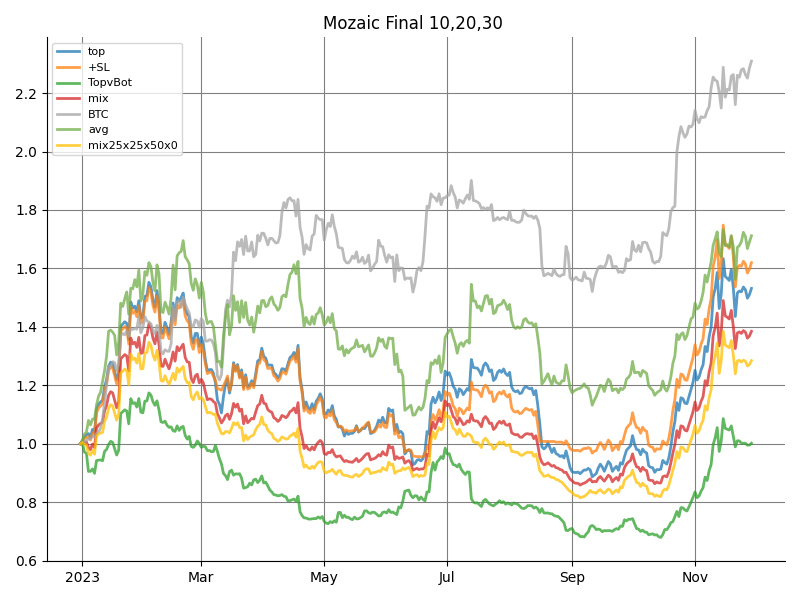 Mozaic Final 10,20,30
top
+SL
TopvBot
mix
BTC
avg
mix25x25x50x0
2.2
2.0
1.8
1.6
1.4
1.2
1.0
0.8
0.6
2023 Mar May Jul Sep Nov